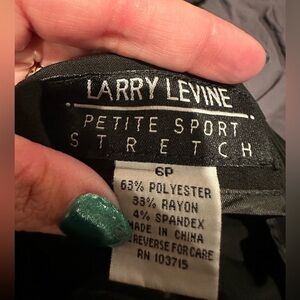 LARRY LEVINE
PETITE SPORT
STRETCH
6P
63% POLYESTER
33% RAYON
4% SPANDEX
MADE IN CHINA
REVERSE FOR CARE
RN 103715